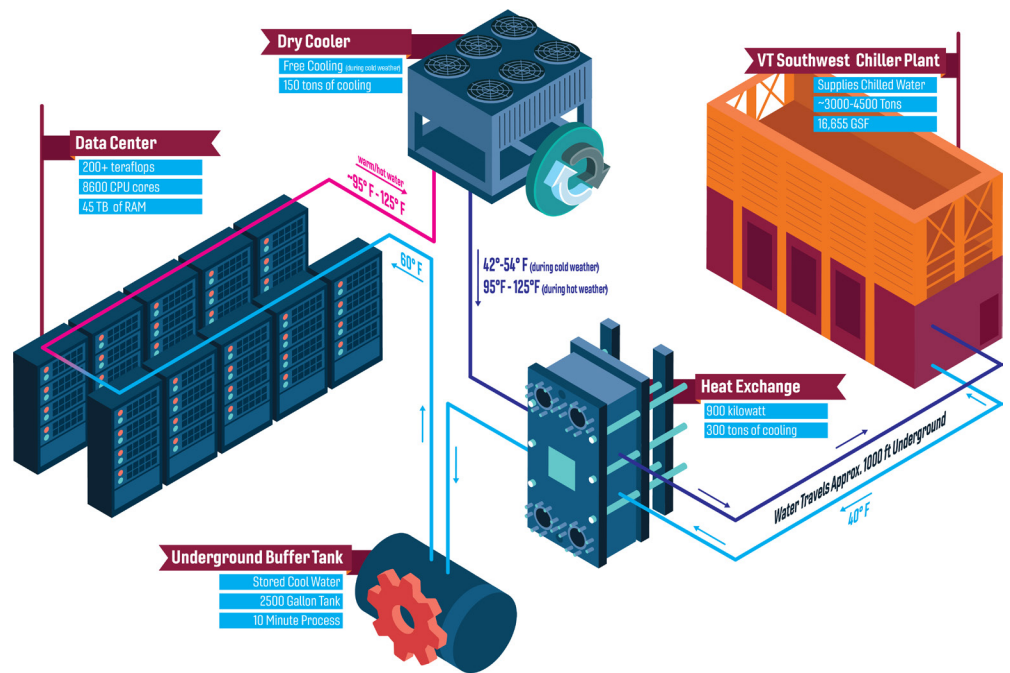 Dry Cooler
Free Cooling (during cold weather)
150 tons of cooling
VT Southwest Chiller Plant
Supplies Chilled Water
~3000-4500 Tons
16,655 GSF
Data Center
200+ teraflops
8600 CPU cores
45 TB of RAM
warm/hot water
~95° F - 125° F
60° F
42°-54° F (during cold weather)
95°F - 125°F (during hot weather)
Heat Exchange
900 kilowatt
300 tons of cooling
Water Travels Approx. 1000 ft Underground
40° F
Underground Buffer Tank
Stored Cool Water
2500 Gallon Tank
10 Minute Process